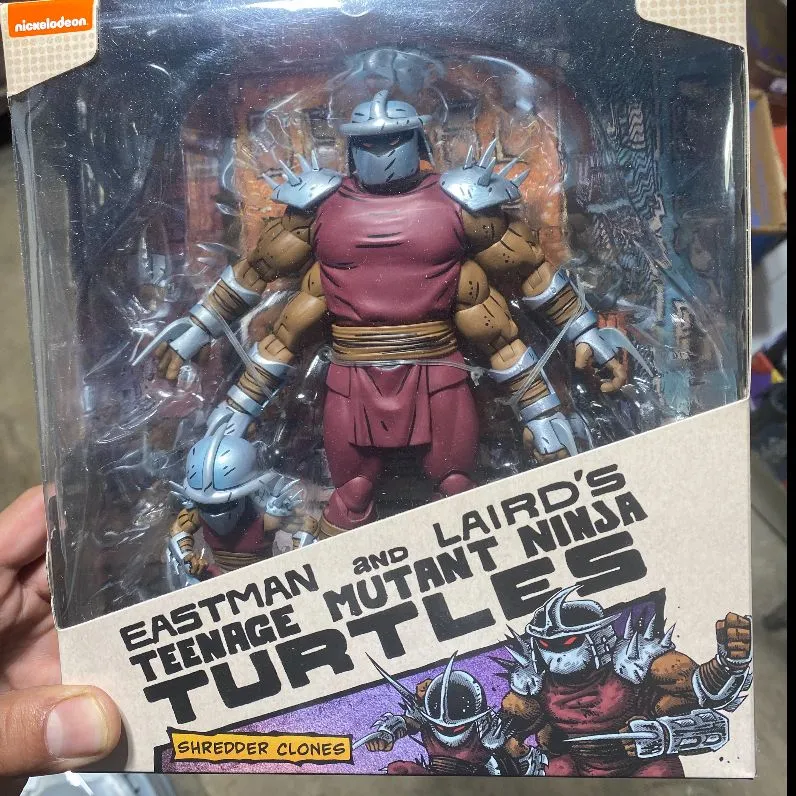 nickelodeon
EASTMAN AND LAIRD'S
TEENAGE MUTANT NINJA
TURTLES
SHREDDER CLONES